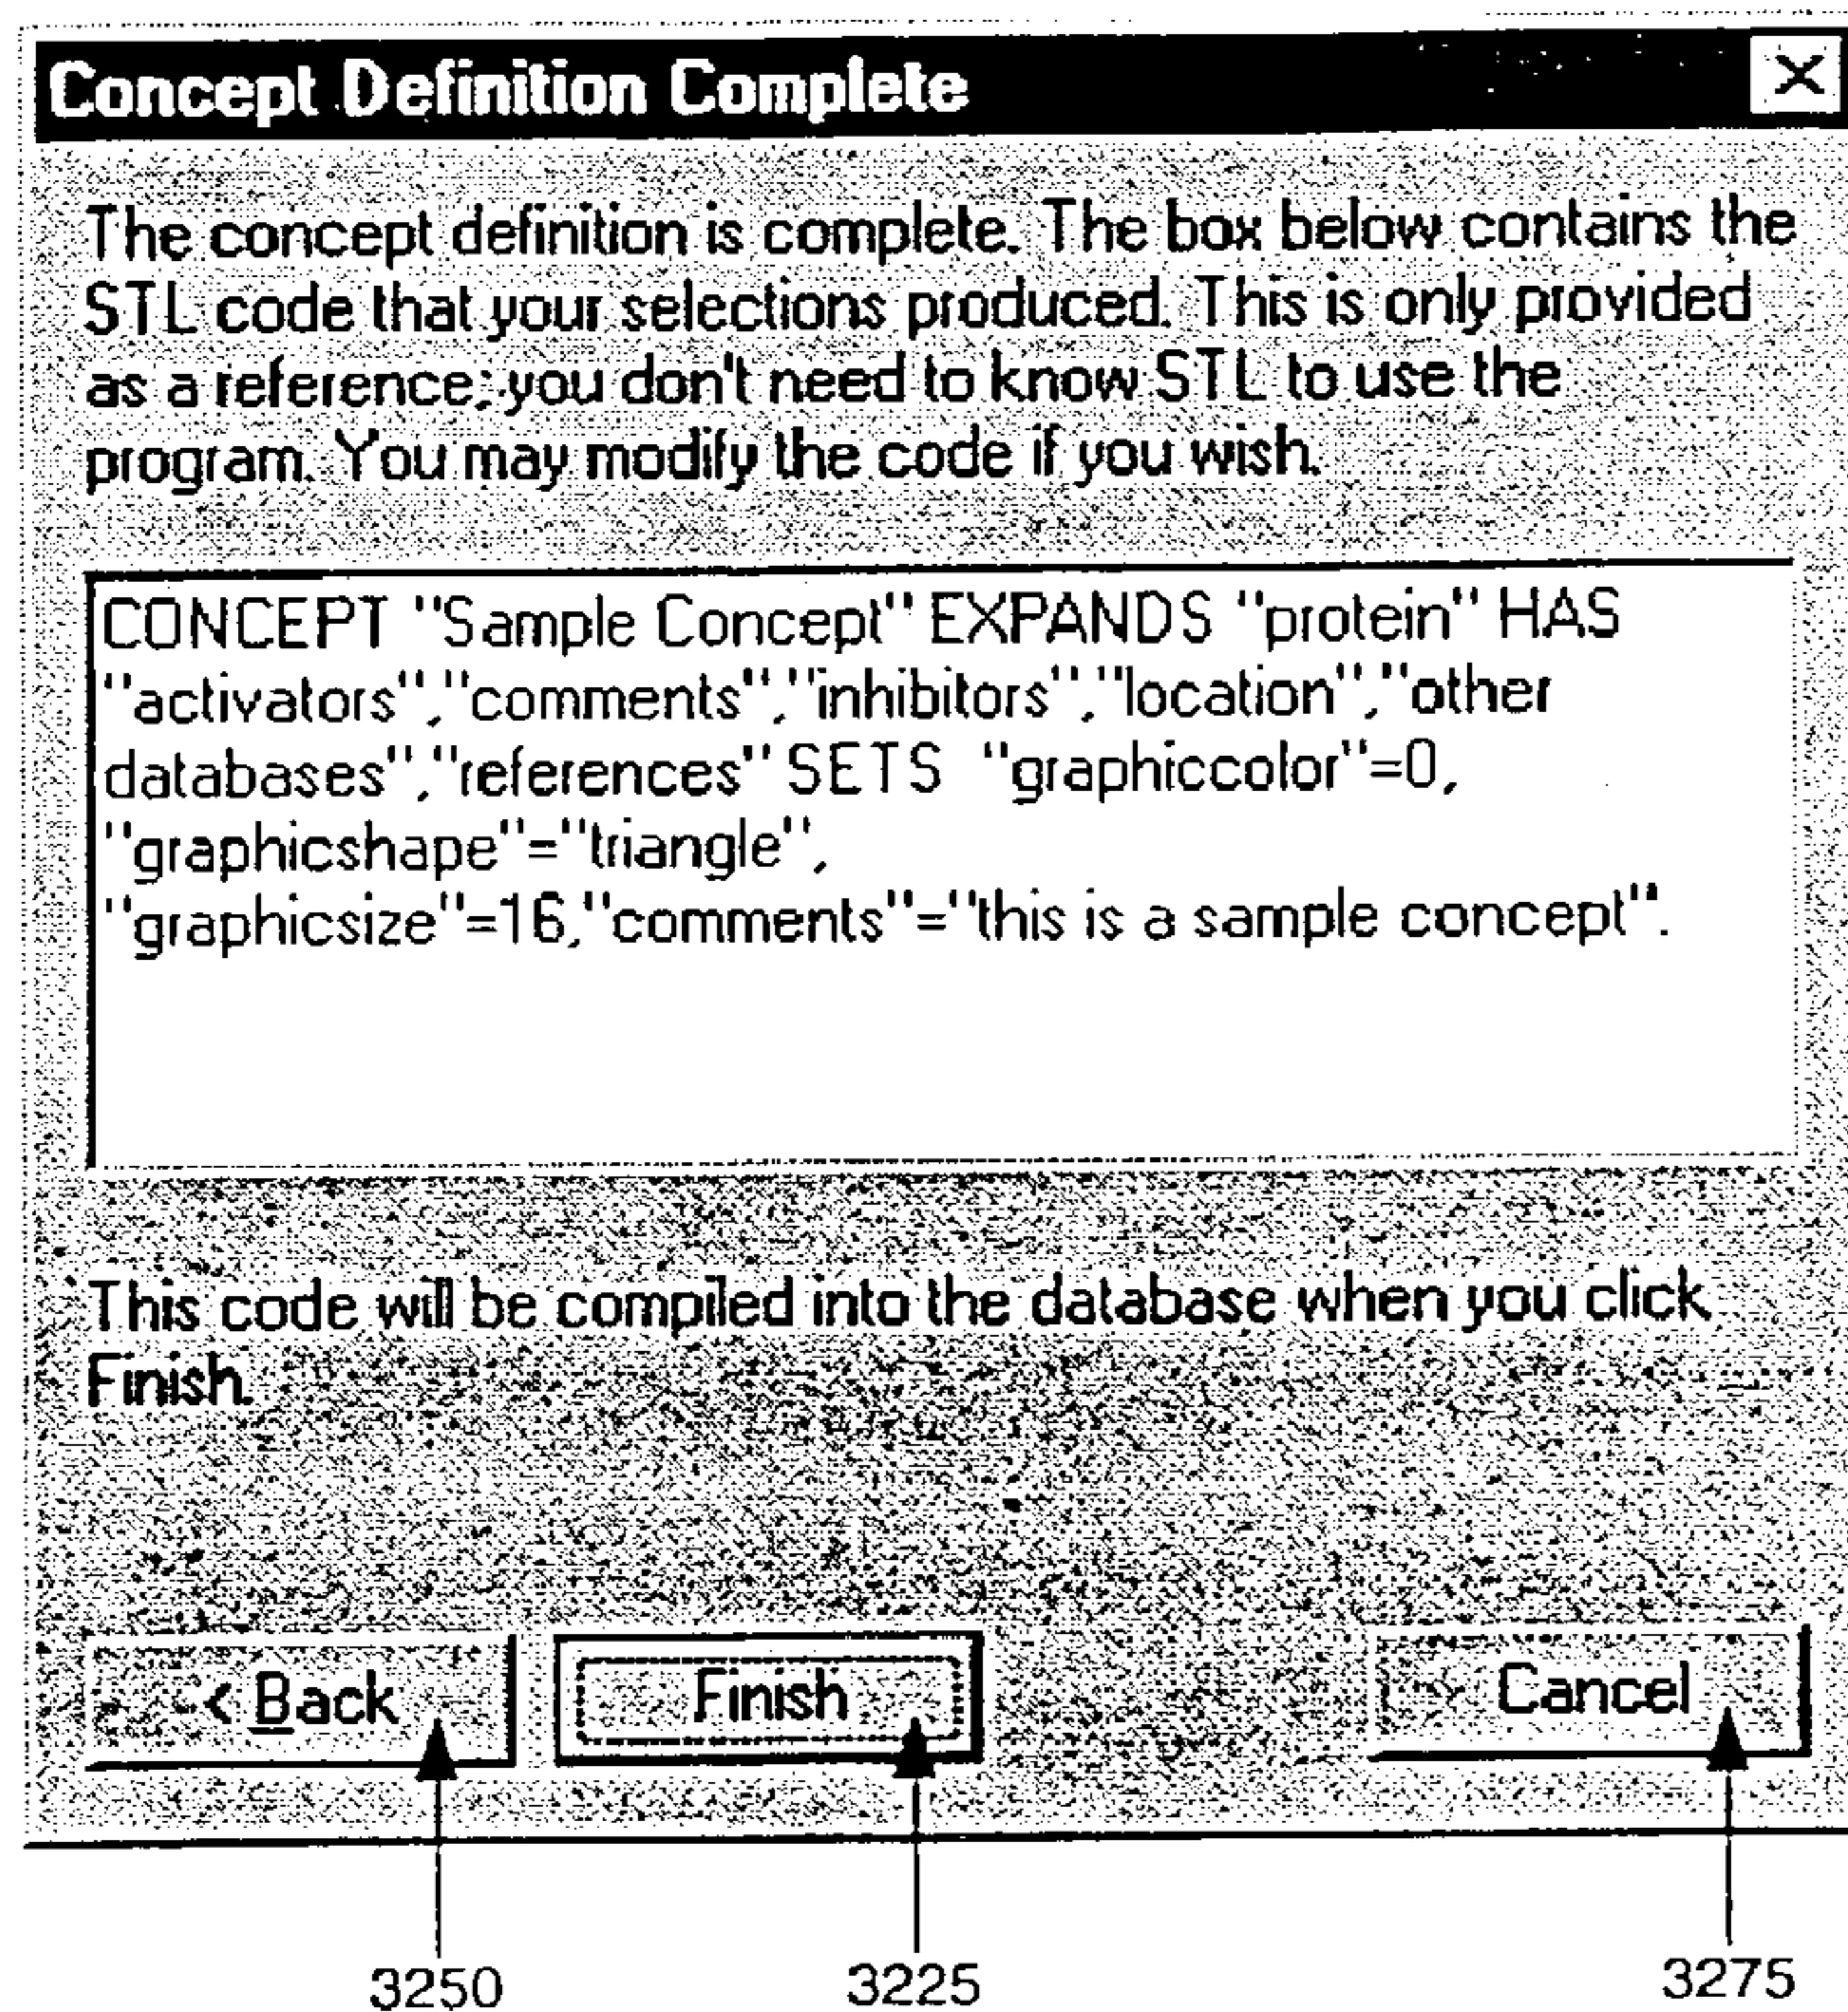 Concept Definition Complete
The concept definition is complete. The box below contains the
STL code that your selections produced. This is only provided
as a reference; you don't need to know STL to use the
program. You may modify the code if you wish.
CONCEPT "Sample Concept" EXPANDS "protein" HAS
"activators","comments","inhibitors","location","other
databases","references" SETS "graphiccolor"=0,
"graphicshape"="triangle",
"graphicsize"=16,"comments"="this is a sample concept".
This code will be compiled into the database when you click
Finish.
< Back Finish Cancel
3250 3225 3275